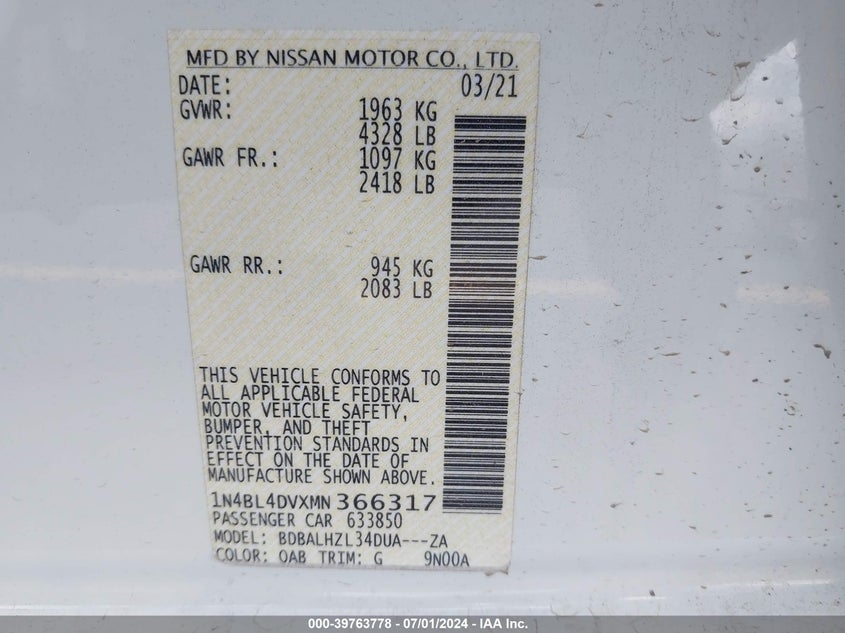 MFD BY NISSAN MOTOR CO., LTD.
DATE: 03/21
GVWR: 1963 KG
4328 LB
GAWR FR.: 1097 KG
2418 LB
GAWR RR.: 945 KG
2083 LB
THIS VEHICLE CONFORMS TO
ALL APPLICABLE FEDERAL
MOTOR VEHICLE SAFETY,
BUMPER, AND THEFT
PREVENTION STANDARDS IN
EFFECT ON THE DATE OF
MANUFACTURE SHOWN ABOVE.
1N4BL4DVXMN366317
PASSENGER CAR 633850
MODEL: BDBALHZL34DUA---ZA
COLOR: QAB TRIM: G 9N00A
000-39763778 - 07/01/2024 - IAA Inc.